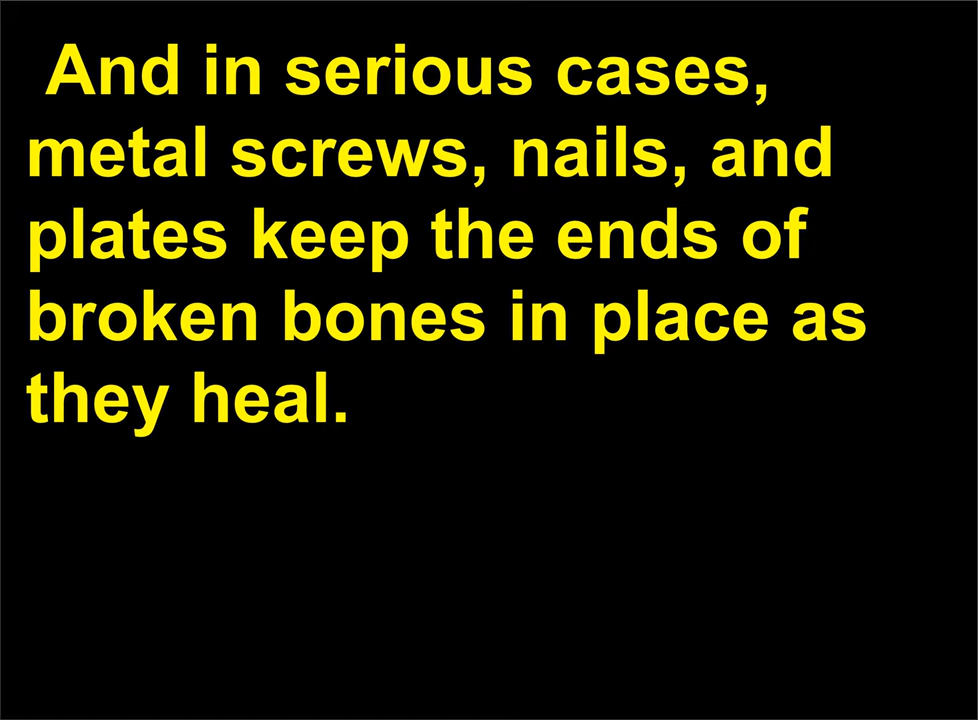 And in serious cases,
metal screws, nails, and
plates keep the ends of
broken bones in place as
they heal.